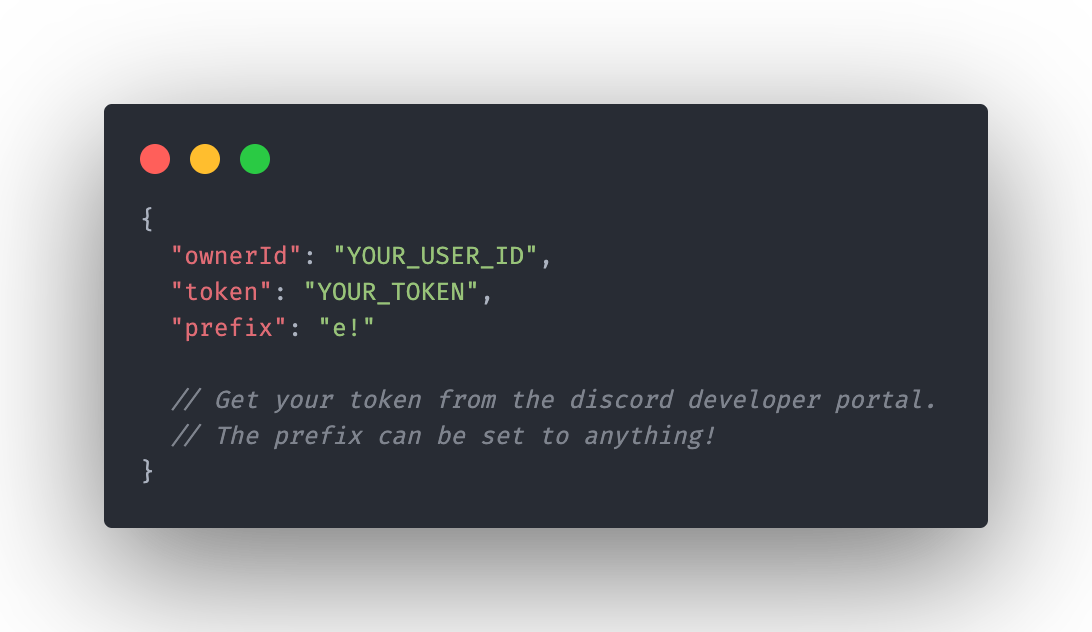 {
  "ownerId": "YOUR_USER_ID",
  "token": "YOUR_TOKEN",
  "prefix": "e!"
  // Get your token from the discord developer portal.
  // The prefix can be set to anything!
}